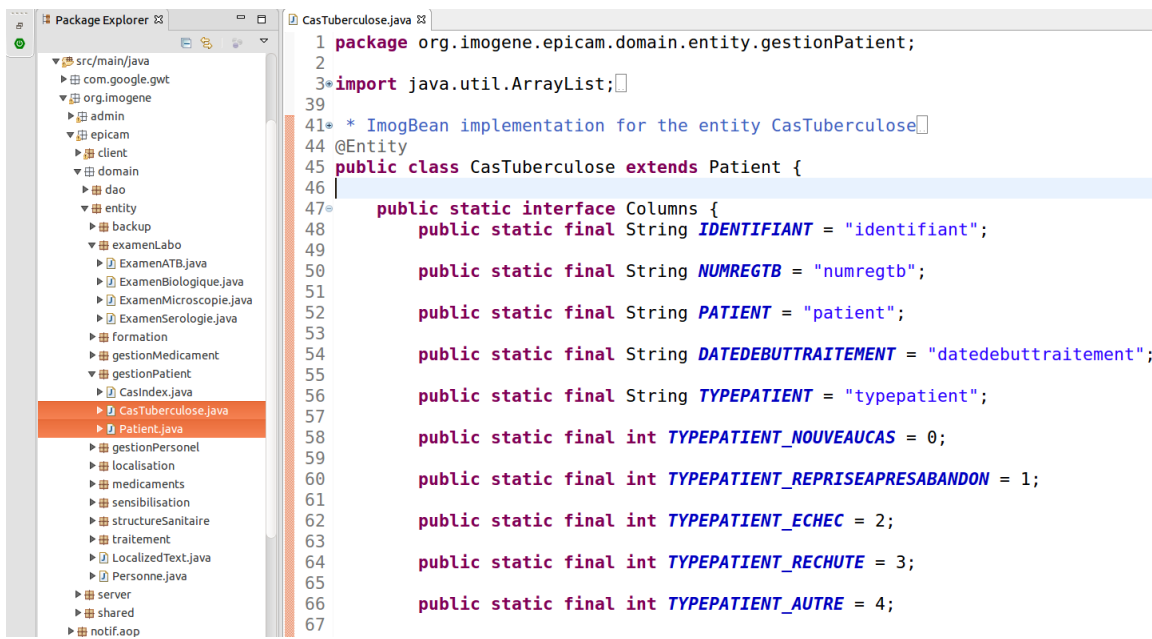 Package Explorer
src/main/java
com.google.gwt
org.imogene
admin
epicam
client
domain
dao
entity
backup
examenLabo
ExamenATB.java
ExamenBiologique.java
ExamenMicroscopie.java
ExamenSerologie.java
formation
gestionMedicament
gestionPatient
CasIndex.java
CasTuberculose.java
Patient.java
gestionPersonel
localisation
medicaments
sensibilisation
structureSanitaire
traitement
LocalizedText.java
Personne.java
server
shared
notif.aop
CasTuberculose.java
1 package org.imogene.epicam.domain.entity.gestionPatient;
2
3 import java.util.ArrayList;
39
41 * ImogBean implementation for the entity CasTuberculose
44 @Entity
45 public class CasTuberculose extends Patient {
46
47 public static interface Columns {
48 public static final String IDENTIFIANT = "identifiant";
49
50 public static final String NUMREGTB = "numregtb";
51
52 public static final String PATIENT = "patient";
53
54 public static final String DATEDEBUTTRAITEMENT = "datedebuttraitement";
55
56 public static final String TYPEPATIENT = "typepatient";
57
58 public static final int TYPEPATIENT_NOUVEAUCAS = 0;
59
60 public static final int TYPEPATIENT_REPRISEAPRESABANDON = 1;
61
62 public static final int TYPEPATIENT_ECHEC = 2;
63
64 public static final int TYPEPATIENT_RECHUTE = 3;
65
66 public static final int TYPEPATIENT_AUTRE = 4;
67